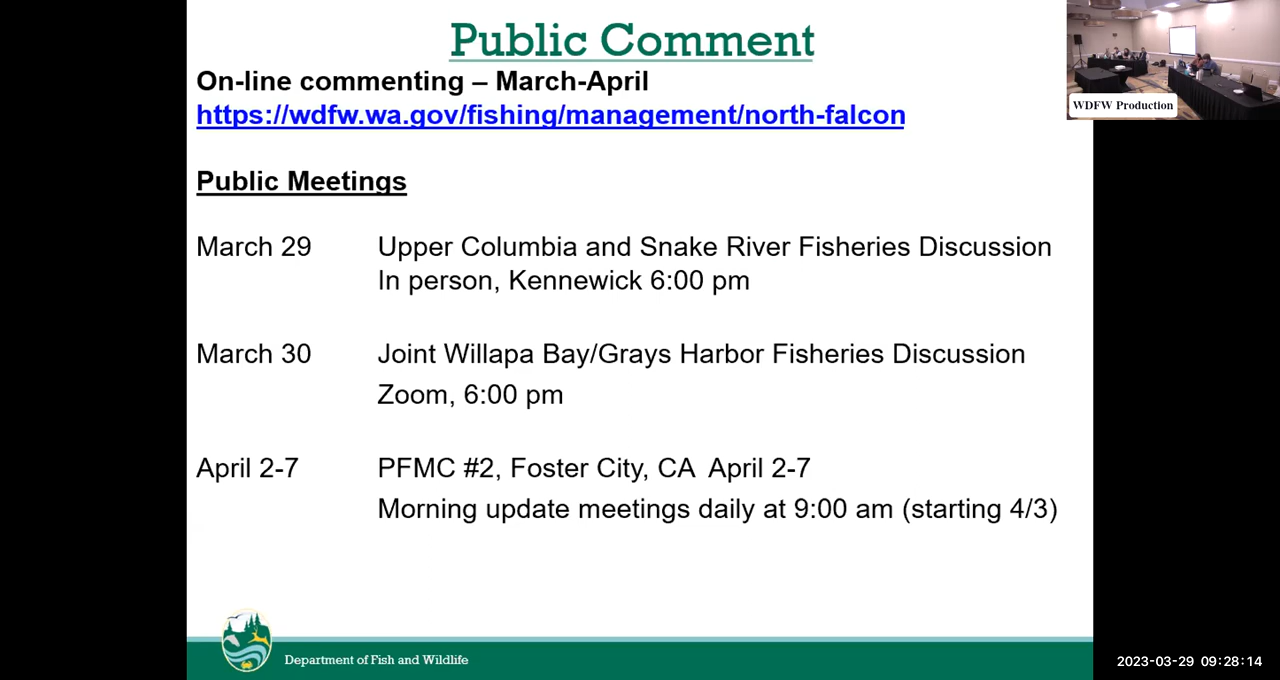 Public Comment
On-line commenting – March-April
https://wdfw.wa.gov/fishing/management/north-falcon
WDFW Production
Public Meetings
March 29 Upper Columbia and Snake River Fisheries Discussion
In person, Kennewick 6:00 pm
March 30 Joint Willapa Bay/Grays Harbor Fisheries Discussion
Zoom, 6:00 pm
April 2-7 PFMC #2, Foster City, CA April 2-7
Morning update meetings daily at 9:00 am (starting 4/3)
Department of Fish and Wildlife
2023-03-29 09:28:14